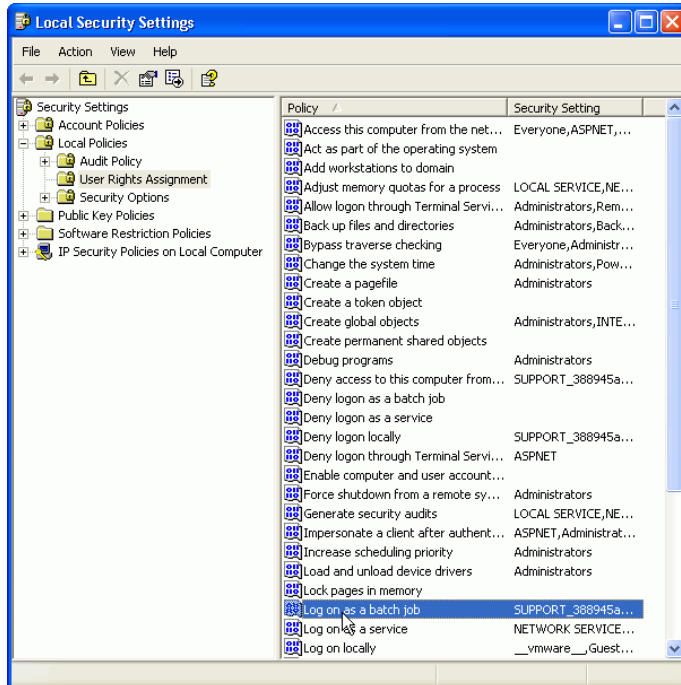 Local Security Settings
File Action View Help
Security Settings
Account Policies
Local Policies
Audit Policy
User Rights Assignment
Security Options
Public Key Policies
Software Restriction Policies
IP Security Policies on Local Computer
Policy Security Setting
Access this computer from the net... Everyone,ASPNET,...
Act as part of the operating system
Add workstations to domain
Adjust memory quotas for a process LOCAL SERVICE,NE...
Allow logon through Terminal Servi... Administrators,Rem...
Back up files and directories Administrators,Back...
Bypass traverse checking Everyone,Administr...
Change the system time Administrators,Pow...
Create a pagefile Administrators
Create a token object
Create global objects Administrators,INTE...
Create permanent shared objects
Debug programs Administrators
Deny access to this computer from... SUPPORT_388945a...
Deny logon as a batch job
Deny logon as a service
Deny logon locally SUPPORT_388945a...
Deny logon through Terminal Servi... ASPNET
Enable computer and user account...
Force shutdown from a remote sy... Administrators
Generate security audits LOCAL SERVICE,NE...
Impersonate a client after authent... ASPNET,Administrat...
Increase scheduling priority Administrators
Load and unload device drivers Administrators
Lock pages in memory
Log on as a batch job SUPPORT_388945a...
Log on as a service NETWORK SERVICE...
Log on locally __vmware__,Guest...